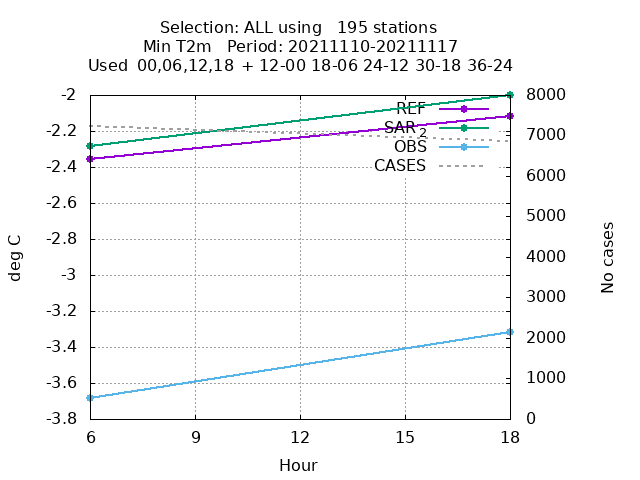 Selection: ALL using   195 stations
Min T2m   Period: 20211110-20211117
Used  00,06,12,18  + 12-00 18-06 24-12 30-18 36-24
-2
-2.2
-2.4
-2.6
-2.8
-3
-3.2
-3.4
-3.6
-3.8
deg C
REF
SAR2
OBS
CASES
8000
7000
6000
5000
4000
3000
2000
1000
0
No cases
6
9
12
15
18
Hour